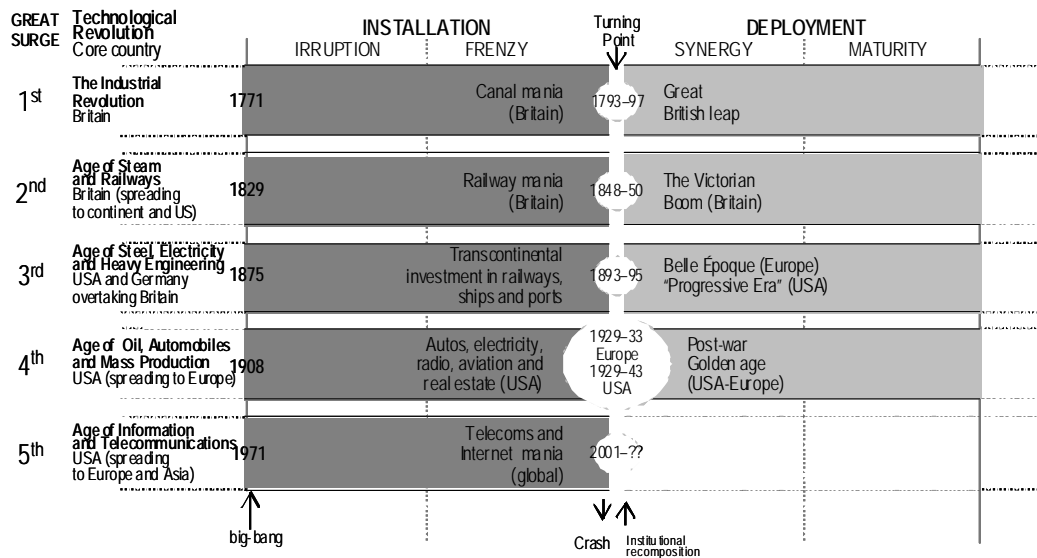 GREAT
SURGE
Technological
Revolution
Core country
INSTALLATION
Turning
Point
DEPLOYMENT
IRRUPTION
FRENZY
SYNERGY
MATURITY
1st
The Industrial
Revolution
Britain
1771
Canal mania
(Britain)
1793–97
Great
British leap
2nd
Age of Steam
and Railways
Britain (spreading
to continent and US)
1829
Railway mania
(Britain)
1848–50
The Victorian
Boom (Britain)
3rd
Age of Steel, Electricity
and Heavy Engineering
USA and Germany
overtaking Britain
1875
Transcontinental
investment in railways,
ships and ports
1893–95
Belle Époque (Europe)
“Progressive Era” (USA)
4th
Age of Oil, Automobiles
and Mass Production
USA (spreading to Europe)
1908
Autos, electricity,
radio, aviation and
real estate (USA)
1929–33
Europe
1929–43
USA
Post-war
Golden age
(USA-Europe)
5th
Age of Information
and Telecommunications
USA (spreading
to Europe and Asia)
1971
Telecoms and
Internet mania
(global)
2001–??
big-bang
Crash
Institutional
recomposition